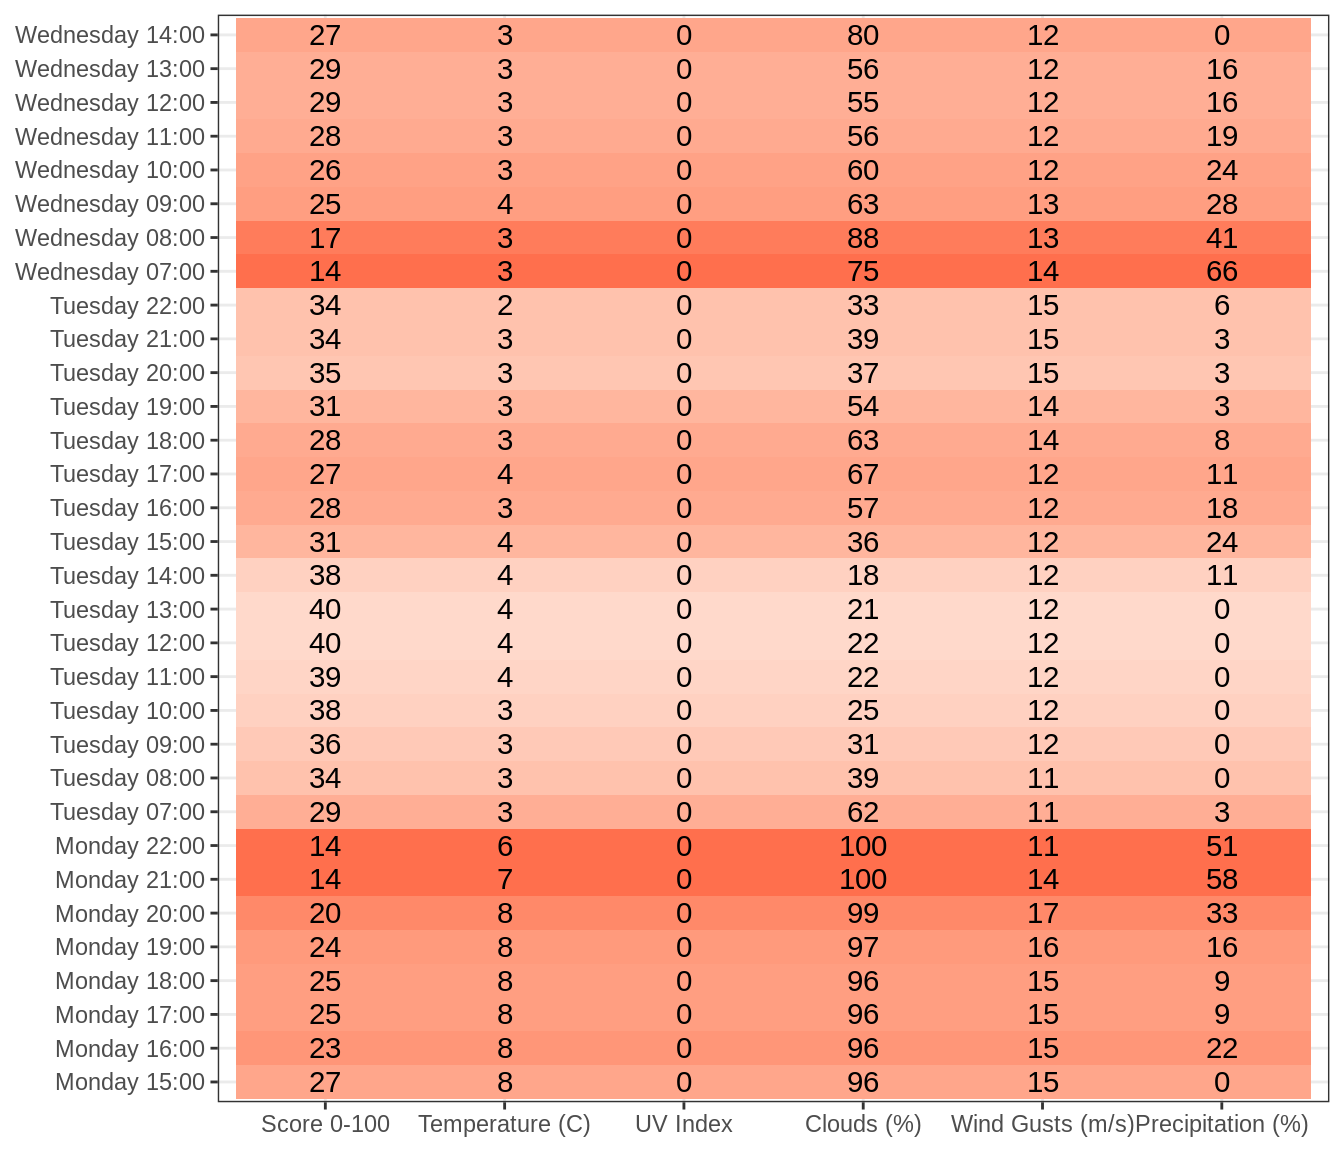 Wednesday 14:00 27 3 0 80 12 0
Wednesday 13:00 29 3 0 56 12 16
Wednesday 12:00 29 3 0 55 12 16
Wednesday 11:00 28 3 0 56 12 19
Wednesday 10:00 26 3 0 60 12 24
Wednesday 09:00 25 4 0 63 13 28
Wednesday 08:00 17 3 0 88 13 41
Wednesday 07:00 14 3 0 75 14 66
Tuesday 22:00 34 2 0 33 15 6
Tuesday 21:00 34 3 0 39 15 3
Tuesday 20:00 35 3 0 37 15 3
Tuesday 19:00 31 3 0 54 14 3
Tuesday 18:00 28 3 0 63 14 8
Tuesday 17:00 27 4 0 67 12 11
Tuesday 16:00 28 3 0 57 12 18
Tuesday 15:00 31 4 0 36 12 24
Tuesday 14:00 38 4 0 18 12 11
Tuesday 13:00 40 4 0 21 12 0
Tuesday 12:00 40 4 0 22 12 0
Tuesday 11:00 39 4 0 22 12 0
Tuesday 10:00 38 3 0 25 12 0
Tuesday 09:00 36 3 0 31 12 0
Tuesday 08:00 34 3 0 39 11 0
Tuesday 07:00 29 3 0 62 11 3
Monday 22:00 14 6 0 100 11 51
Monday 21:00 14 7 0 100 14 58
Monday 20:00 20 8 0 99 17 33
Monday 19:00 24 8 0 97 16 16
Monday 18:00 25 8 0 96 15 9
Monday 17:00 25 8 0 96 15 9
Monday 16:00 23 8 0 96 15 22
Monday 15:00 27 8 0 96 15 0
Score 0-100 Temperature (C) UV Index Clouds (%) Wind Gusts (m/s) Precipitation (%)